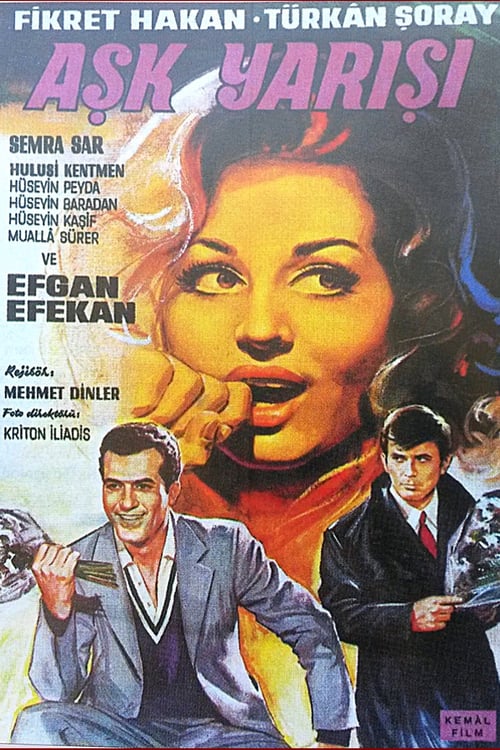 FİKRET HAKAN · TÜRKÂN ŞORAY
AŞK YARIŞI
SEMRA SAR
HULUSİ KENTMEN
HÜSEYİN PEYDA
HÜSEYİN BARADAN
HÜSEYİN KAŞİF
MUALLÂ SÜRER
VE
EFGAN
EFEKAN
Rejisör:
MEHMET DİNLER
Foto direktörü:
KRİTON İLİADİS
KEMÂL
FİLM